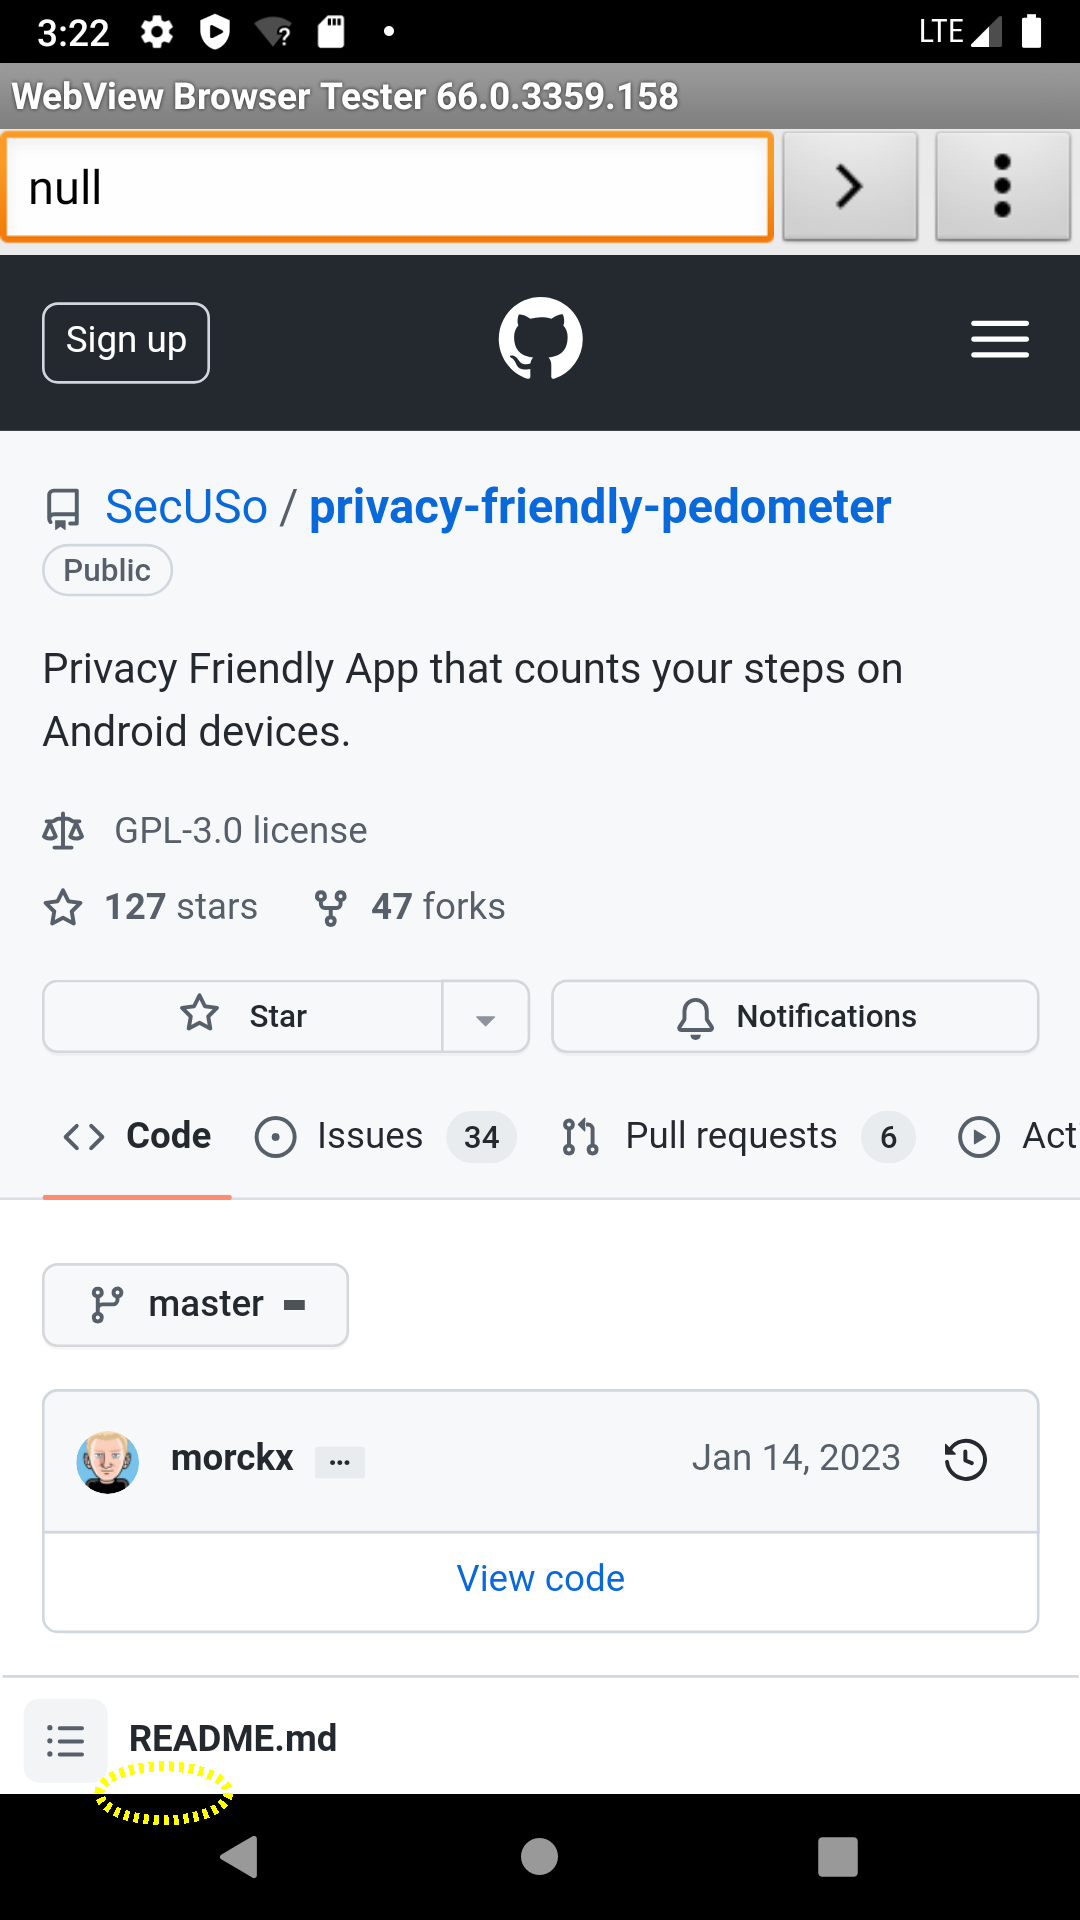 3:22
LTE
WebView Browser Tester 66.0.3359.158
null
Sign up
SecUSo / privacy-friendly-pedometer
Public
Privacy Friendly App that counts your steps on
Android devices.
GPL-3.0 license
127 stars 47 forks
Star Notifications
Code Issues 34 Pull requests 6 Act
master
morckx ... Jan 14, 2023
View code
README.md